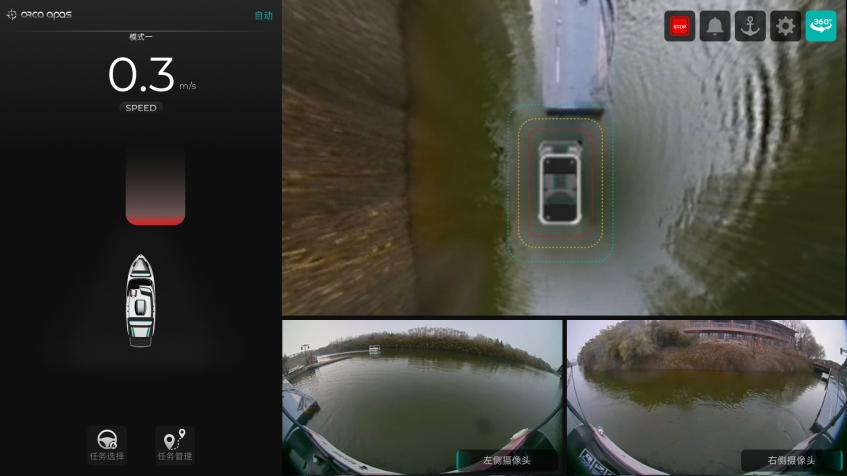 orca apas
自动
模式一
0.3 m/s
SPEED
任务选择
任务管理
STOP
360°
左侧摄像头
右侧摄像头